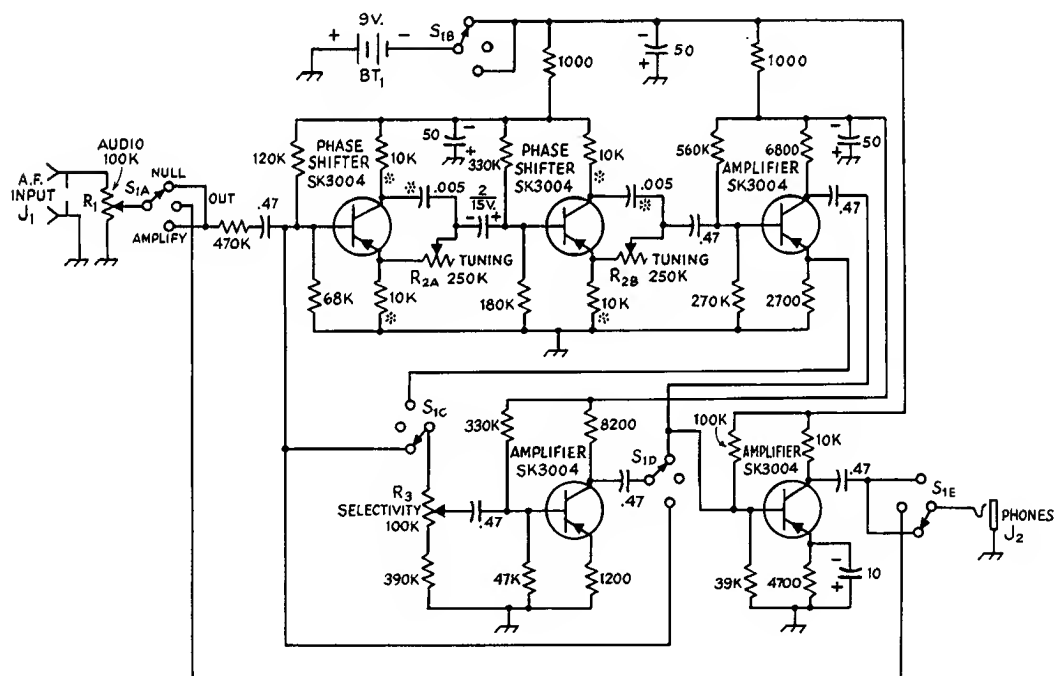 9V.
+
-
BT1
S1B
-
50
+
1000
1000
AUDIO
100K
A.F.
INPUT
J1
R1
S1A
NULL
OUT
AMPLIFY
470K
.47
120K
PHASE
SHIFTER
SK3004
10K
※
50
-
+
※
.005
2
15V.
-
+
330K
PHASE
SHIFTER
SK3004
10K
※
.005
※
560K
AMPLIFIER
SK3004
6800
50
.47
.47
68K
10K
※
R2A
TUNING
250K
180K
10K
※
R2B
TUNING
250K
270K
2700
S1C
R3
SELECTIVITY
100K
390K
.47
330K
8200
AMPLIFIER
SK3004
.47
47K
1200
S1D
100K
10K
AMPLIFIER
SK3004
.47
39K
4700
-
+
10
S1E
PHONES
J2